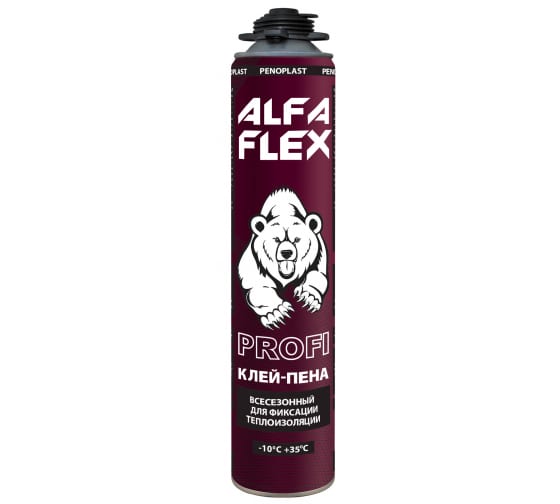 PENOPLAST PENOPLAST PENOPLAST
ALFA
FLEX
PROFI
КЛЕЙ-ПЕНА
ВСЕСЕЗОННЫЙ
ДЛЯ ФИКСАЦИИ
ТЕПЛОИЗОЛЯЦИИ
-10°C +35°C